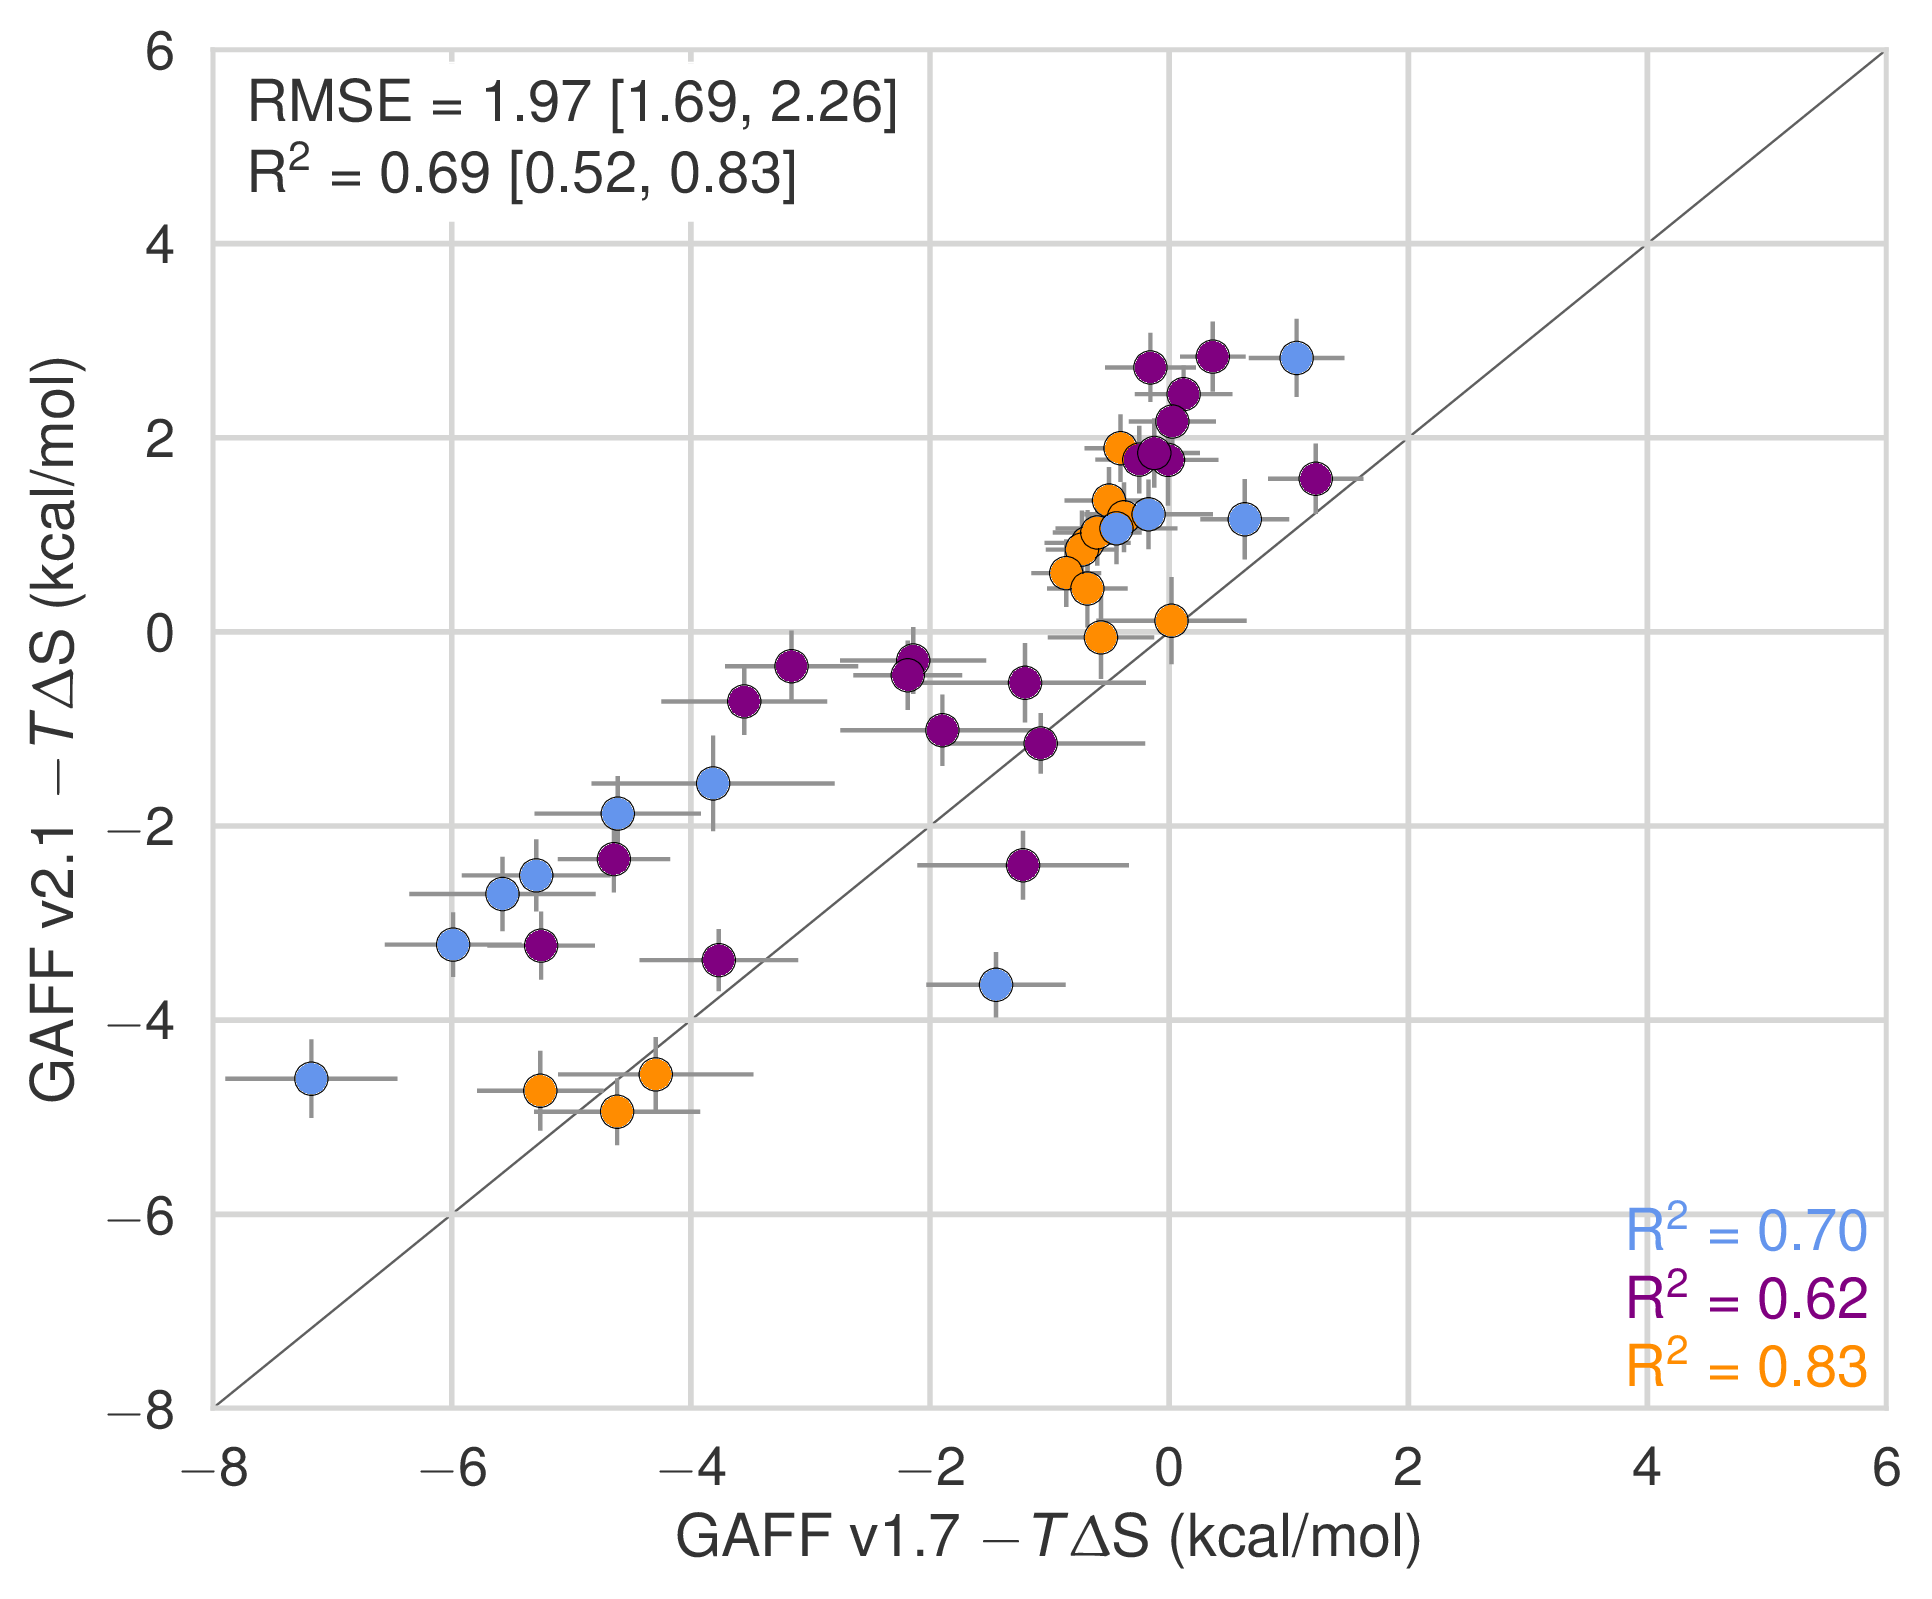 RMSE = 1.97 [1.69, 2.26]
R² = 0.69 [0.52, 0.83]
6
4
2
0
−2
−4
−6
−8
GAFF v2.1 −TΔS (kcal/mol)
R² = 0.70
R² = 0.62
R² = 0.83
−8 −6 −4 −2 0 2 4 6
GAFF v1.7 −TΔS (kcal/mol)